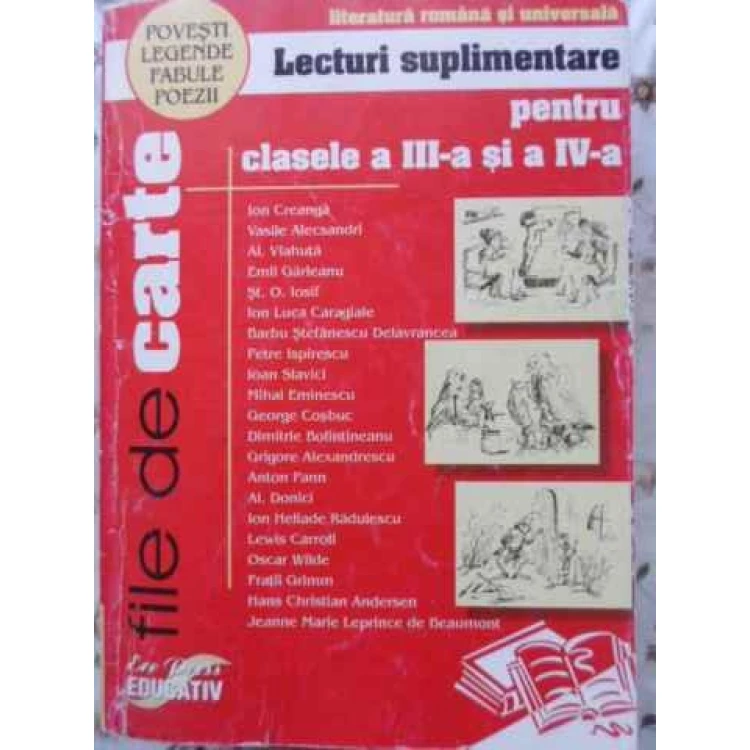 literatură română și universală
POVEȘTI
LEGENDE
FABULE
POEZII
Lecturi suplimentare
pentru
clasele a III-a și a IV-a
file de carte
Ion Creangă
Vasile Alecsandri
Al. Vlahuță
Emil Gârleanu
Șt. O. Iosif
Ion Luca Caragiale
Barbu Ștefănescu Delavrancea
Petre Ispirescu
Ioan Slavici
Mihai Eminescu
George Coșbuc
Dimitrie Bolintineanu
Grigore Alexandrescu
Anton Pann
Al. Donici
Ion Heliade Rădulescu
Lewis Carroll
Oscar Wilde
Frații Grimm
Hans Christian Andersen
Jeanne Marie Leprince de Beaumont
EDUCATIV